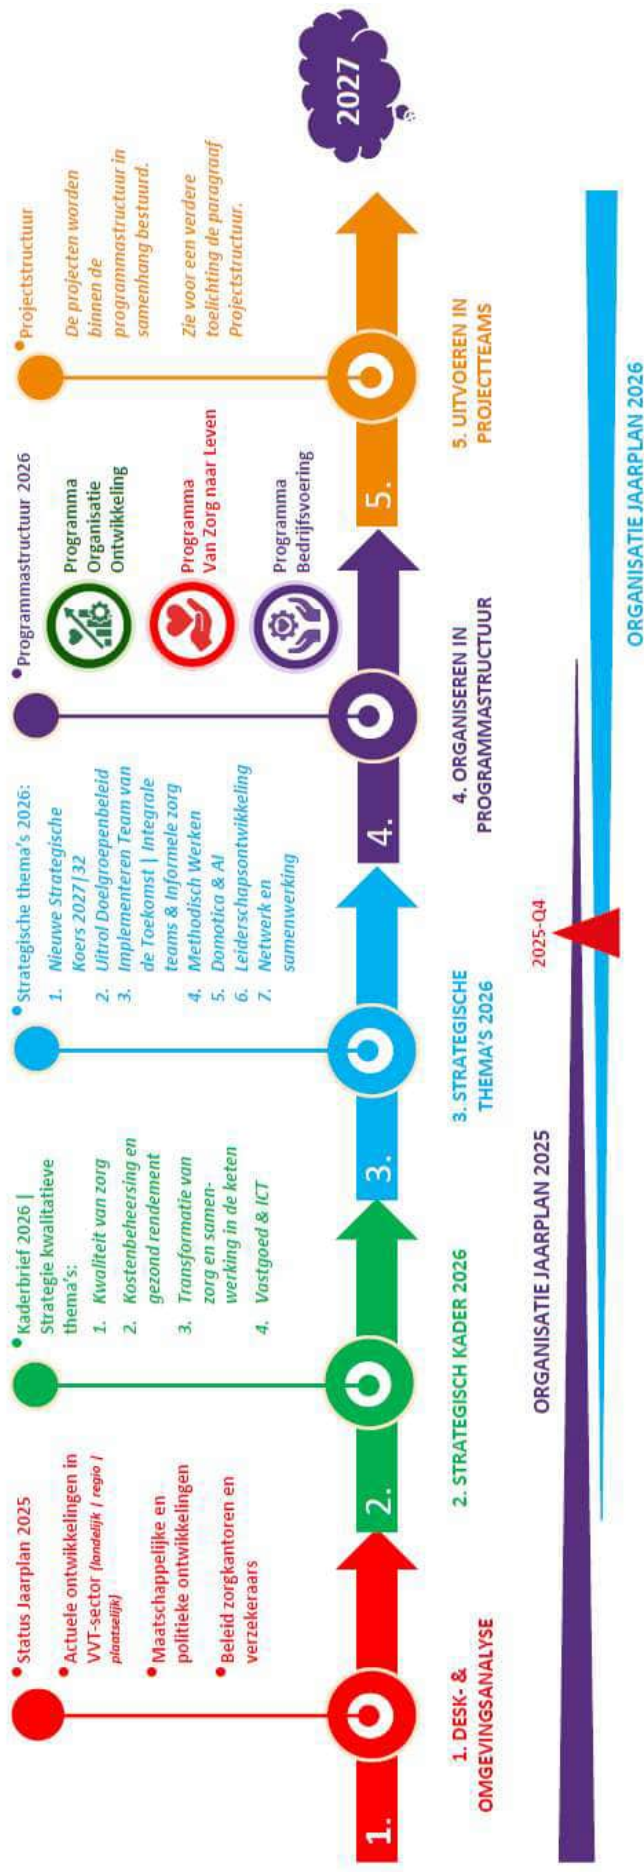 • Status Jaarplan 2025
• Actuele ontwikkelingen in
VVT-sector (landelijk | regio |
plaatselijk)
• Maatschappelijke en
politieke ontwikkelingen
• Beleid zorgkantoren en
verzekeraars
1.
1. DESK- &
OMGEVINGSANALYSE
• Kaderbrief 2026 |
Strategie kwalitatieve
thema's:
1. Kwaliteit van zorg
2. Kostenbeheersing en
gezond rendement
3. Transformatie van
zorg en samen-
werking in de keten
4. Vastgoed & ICT
2.
2. STRATEGISCH KADER 2026
• Strategische thema's 2026:
1. Nieuwe Strategische
Koers 2027|32
2. Uitrol Doelgroepenbeleid
3. Implementeren Team van
de Toekomst | Integrale
teams & Informele zorg
4. Methodisch Werken
5. Domotica & AI
6. Leiderschapsontwikkeling
7. Netwerk en
samenwerking
3.
3. STRATEGISCHE
THEMA'S 2026
• Programmastructuur 2026
Programma
Organisatie
Ontwikkeling
Programma
Van Zorg naar Leven
Programma
Bedrijfsvoering
4.
4. ORGANISEREN IN
PROGRAMMASTRUCTUUR
• Projectstructuur
De projecten worden
binnen de
programmastructuur in
samenhang bestuurd.
Zie voor een verdere
toelichting de paragraaf
Projectstructuur.
5.
5. UITVOEREN IN
PROJECTTEAMS
2027
ORGANISATIE JAARPLAN 2025
2025-Q4
ORGANISATIE JAARPLAN 2026